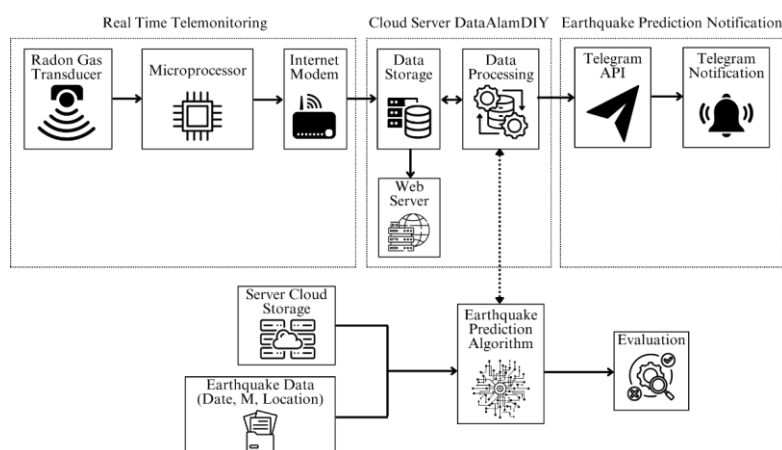 Real Time Telemonitoring
Cloud Server DataAlamDIY
Earthquake Prediction Notification
Radon Gas
Transducer
Microprocessor
Internet
Modem
Data
Storage
Data
Processing
Telegram
API
Telegram
Notification
Web
Server
Server Cloud
Storage
Earthquake Data
(Date, M, Location)
Earthquake
Prediction
Algorithm
Evaluation